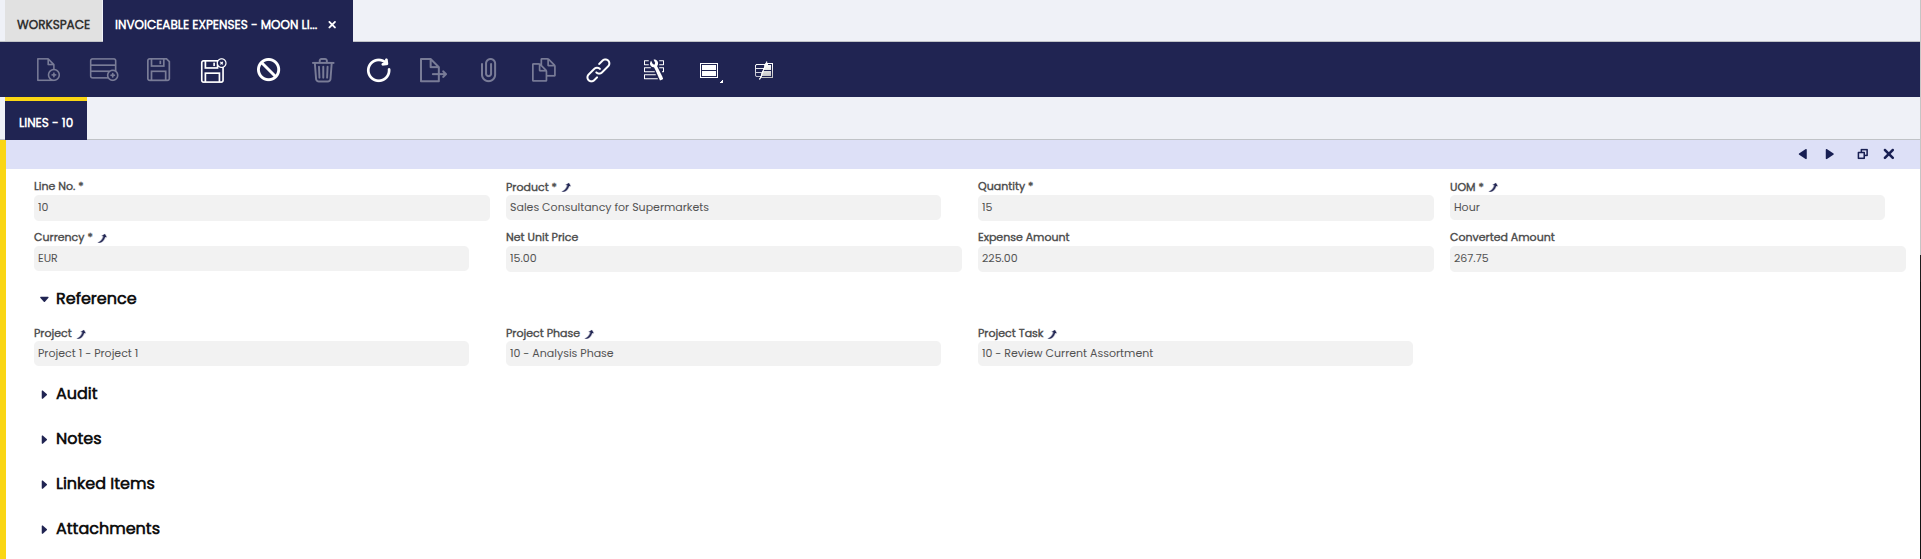 WORKSPACE
INVOICEABLE EXPENSES - MOON LI...
LINES - 10
Line No. *
Product *
Quantity *
UOM *
10
Sales Consultancy for Supermarkets
15
Hour
Currency *
Net Unit Price
Expense Amount
Converted Amount
EUR
15.00
225.00
267.75
Reference
Project
Project Phase
Project Task
Project 1 - Project 1
10 - Analysis Phase
10 - Review Current Assortment
Audit
Notes
Linked Items
Attachments